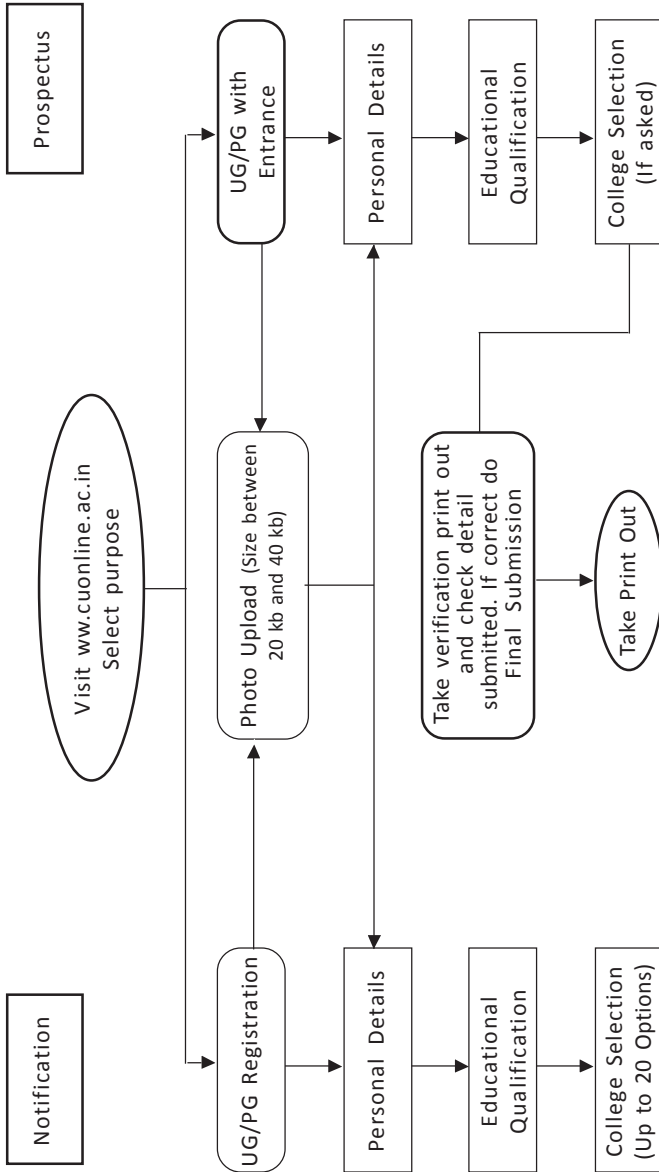 Notification
Prospectus
Visit ww.cuonline.ac.in
Select purpose
UG/PG Registration
Photo Upload (Size between
20 kb and 40 kb)
UG/PG with
Entrance
Personal Details
Personal Details
Educational
Qualification
Take verification print out
and check detail
submitted. If correct do
Final Submission
Educational
Qualification
College Selection
(Up to 20 Options)
Take Print Out
College Selection
(If asked)